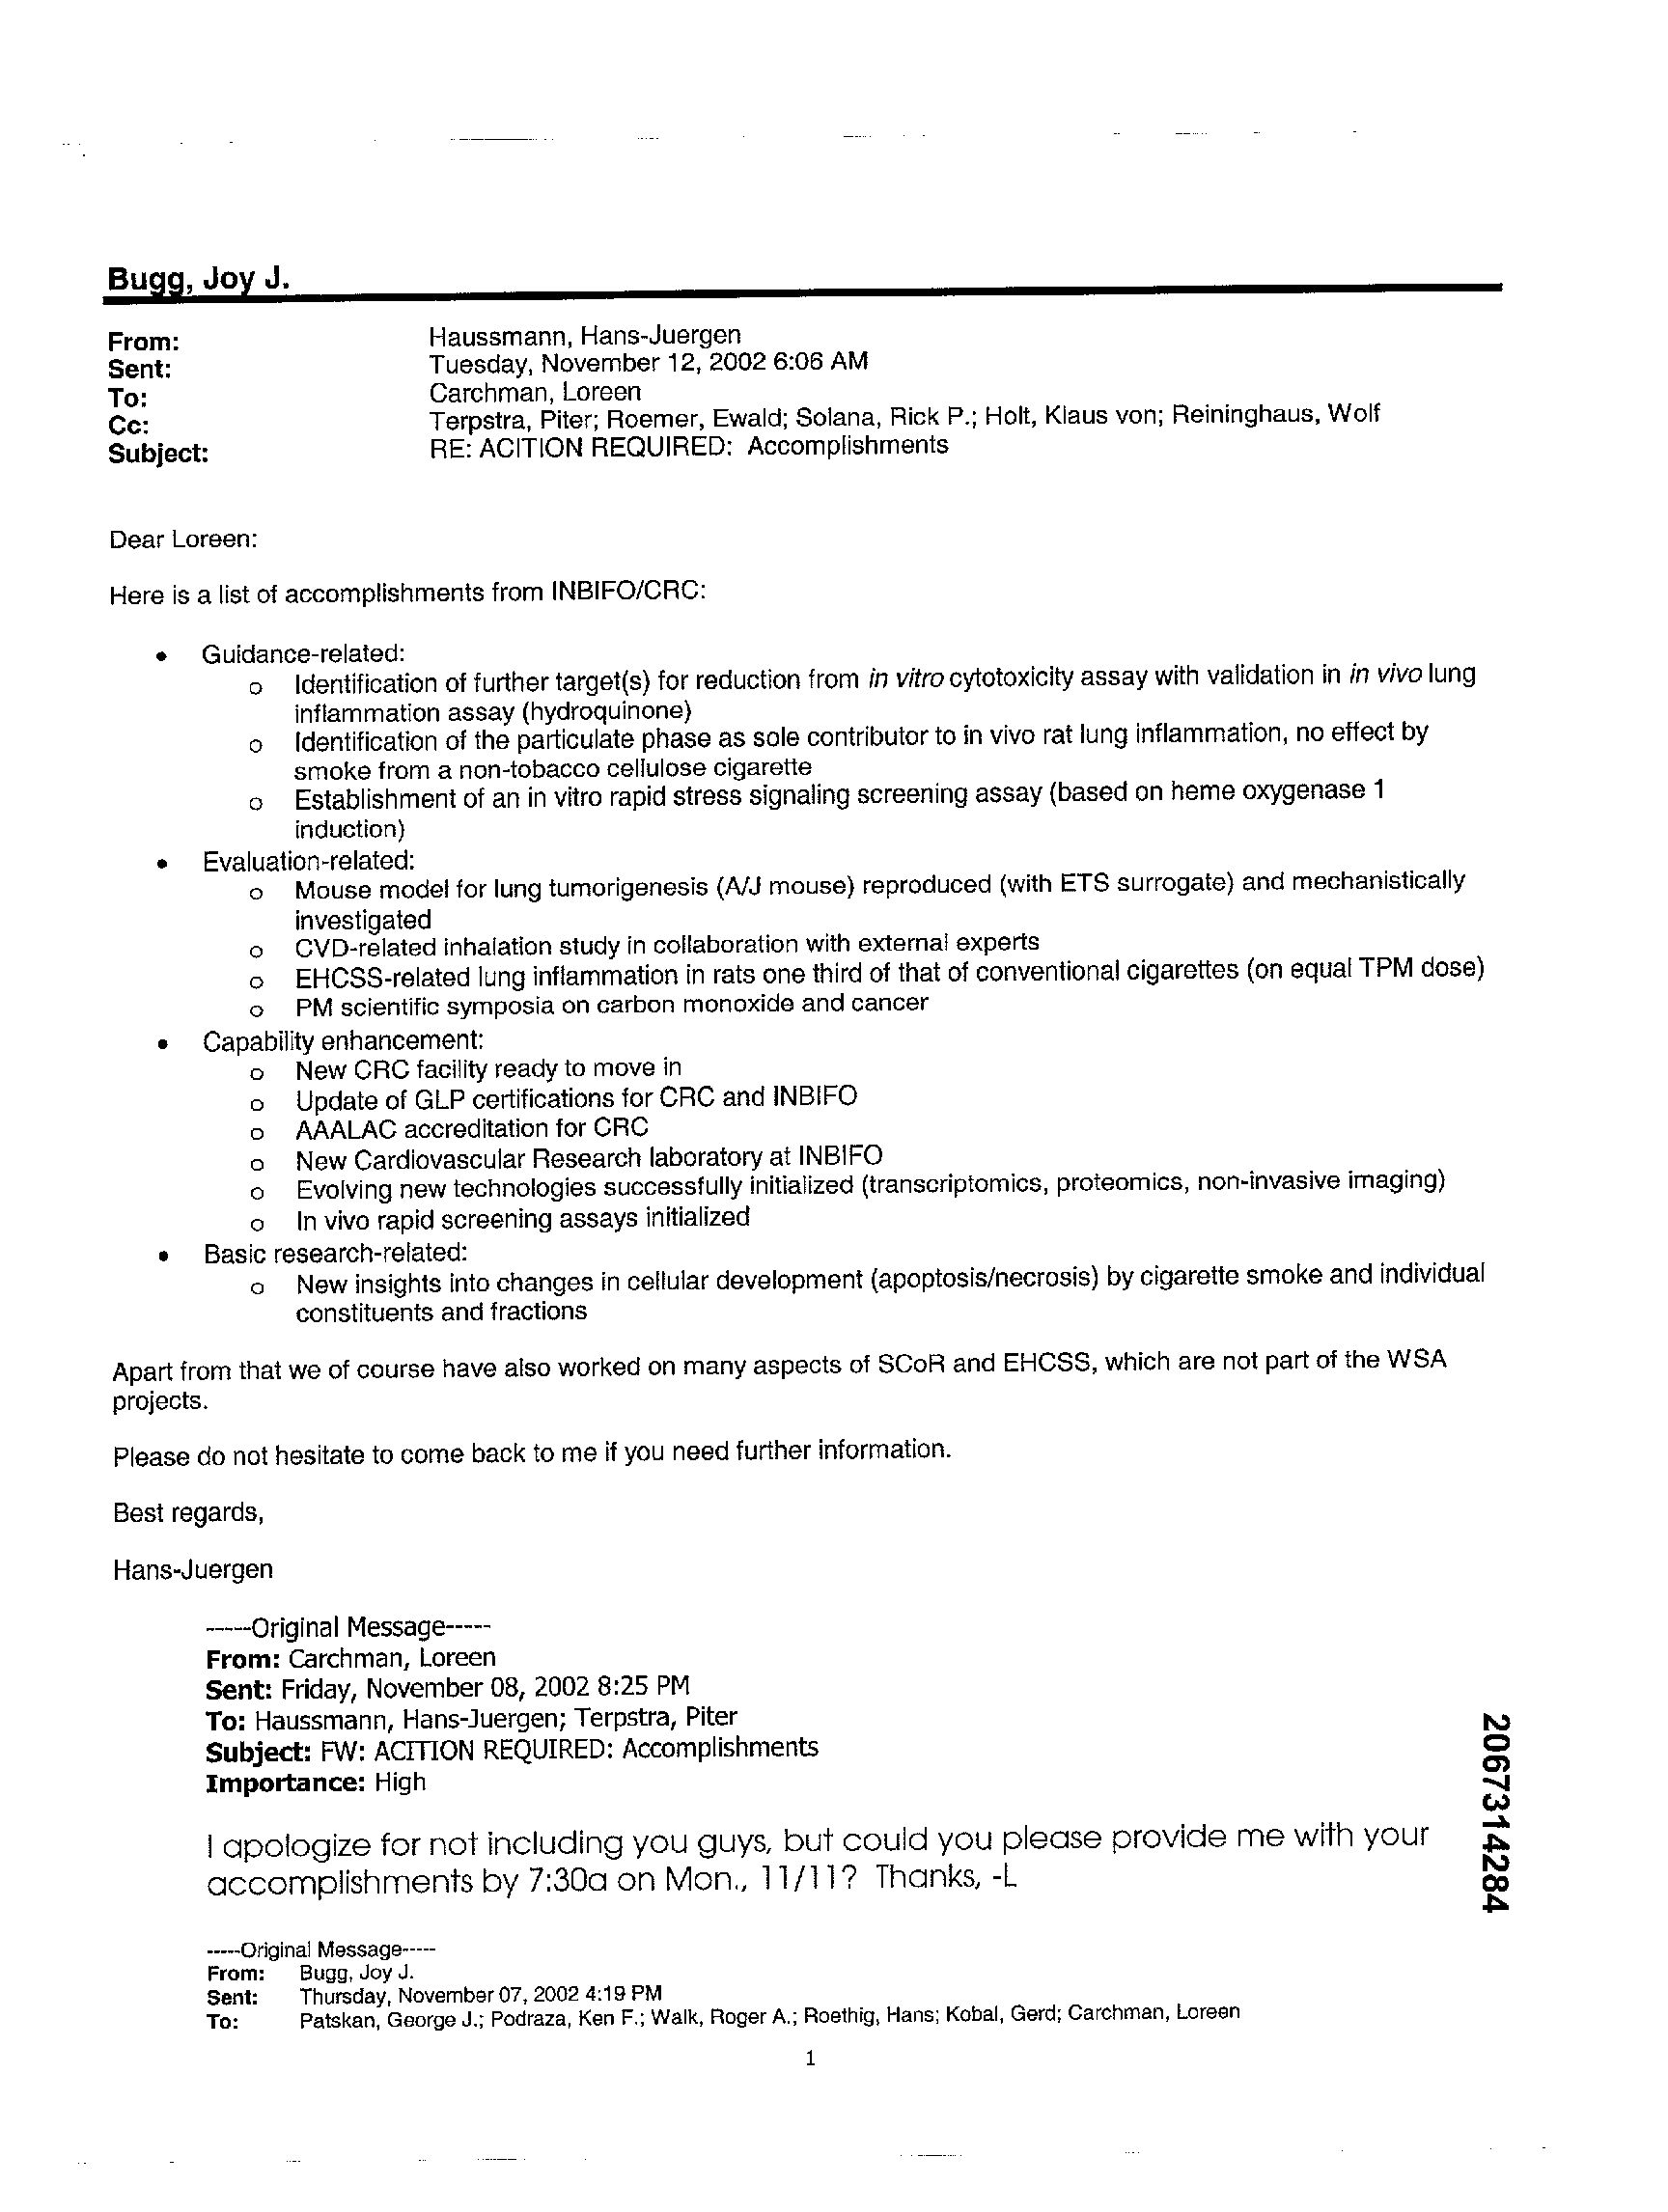 Bugg, Joy J.
From: Haussmann, Hans-Juergen
Sent: Tuesday, November 12, 2002 6:06 AM
To: Carchman, Loreen
Cc: Terpstra, Piter; Roemer, Ewald; Solana, Rick P.; Holt, Klaus von; Reininghaus, Wolf
Subject: RE: ACITION REQUIRED: Accomplishments
Dear Loreen:
Here is a list of accomplishments from INBIFO/CRC:
• Guidance-related:
o Identification of further target(s) for reduction from in vitro cytotoxicity assay with validation in in vivo lung
inflammation assay (hydroquinone)
o Identification of the particulate phase as sole contributor to in vivo rat lung inflammation, no effect by
smoke from a non-tobacco cellulose cigarette
o Establishment of an in vitro rapid stress signaling screening assay (based on heme oxygenase 1
induction)
• Evaluation-related:
o Mouse model for lung tumorigenesis (A/J mouse) reproduced (with ETS surrogate) and mechanistically
investigated
o CVD-related inhalation study in collaboration with external experts
o EHCSS-related lung inflammation in rats one third of that of conventional cigarettes (on equal TPM dose)
o PM scientific symposia on carbon monoxide and cancer
• Capability enhancement:
o New CRC facility ready to move in
o Update of GLP certifications for CRC and INBIFO
o AAALAC accreditation for CRC
o New Cardiovascular Research laboratory at INBIFO
o Evolving new technologies successfully initialized (transcriptomics, proteomics, non-invasive imaging)
o In vivo rapid screening assays initialized
• Basic research-related:
o New insights into changes in cellular development (apoptosis/necrosis) by cigarette smoke and individual
constituents and fractions
Apart from that we of course have also worked on many aspects of SCoR and EHCSS, which are not part of the WSA
projects.
Please do not hesitate to come back to me if you need further information.
Best regards,
Hans-Juergen
-----Original Message-----
From: Carchman, Loreen
Sent: Friday, November 08, 2002 8:25 PM
To: Haussmann, Hans-Juergen; Terpstra, Piter
Subject: FW: ACITION REQUIRED: Accomplishments
Importance: High
I apologize for not including you guys, but could you please provide me with your
accomplishments by 7:30a on Mon., 11/11? Thanks, -L
-----Original Message-----
From: Bugg, Joy J.
Sent: Thursday, November 07, 2002 4:19 PM
To: Patskan, George J.; Podraza, Ken F.; Walk, Roger A.; Roethig, Hans; Kobal, Gerd; Carchman, Loreen
1
2067314284